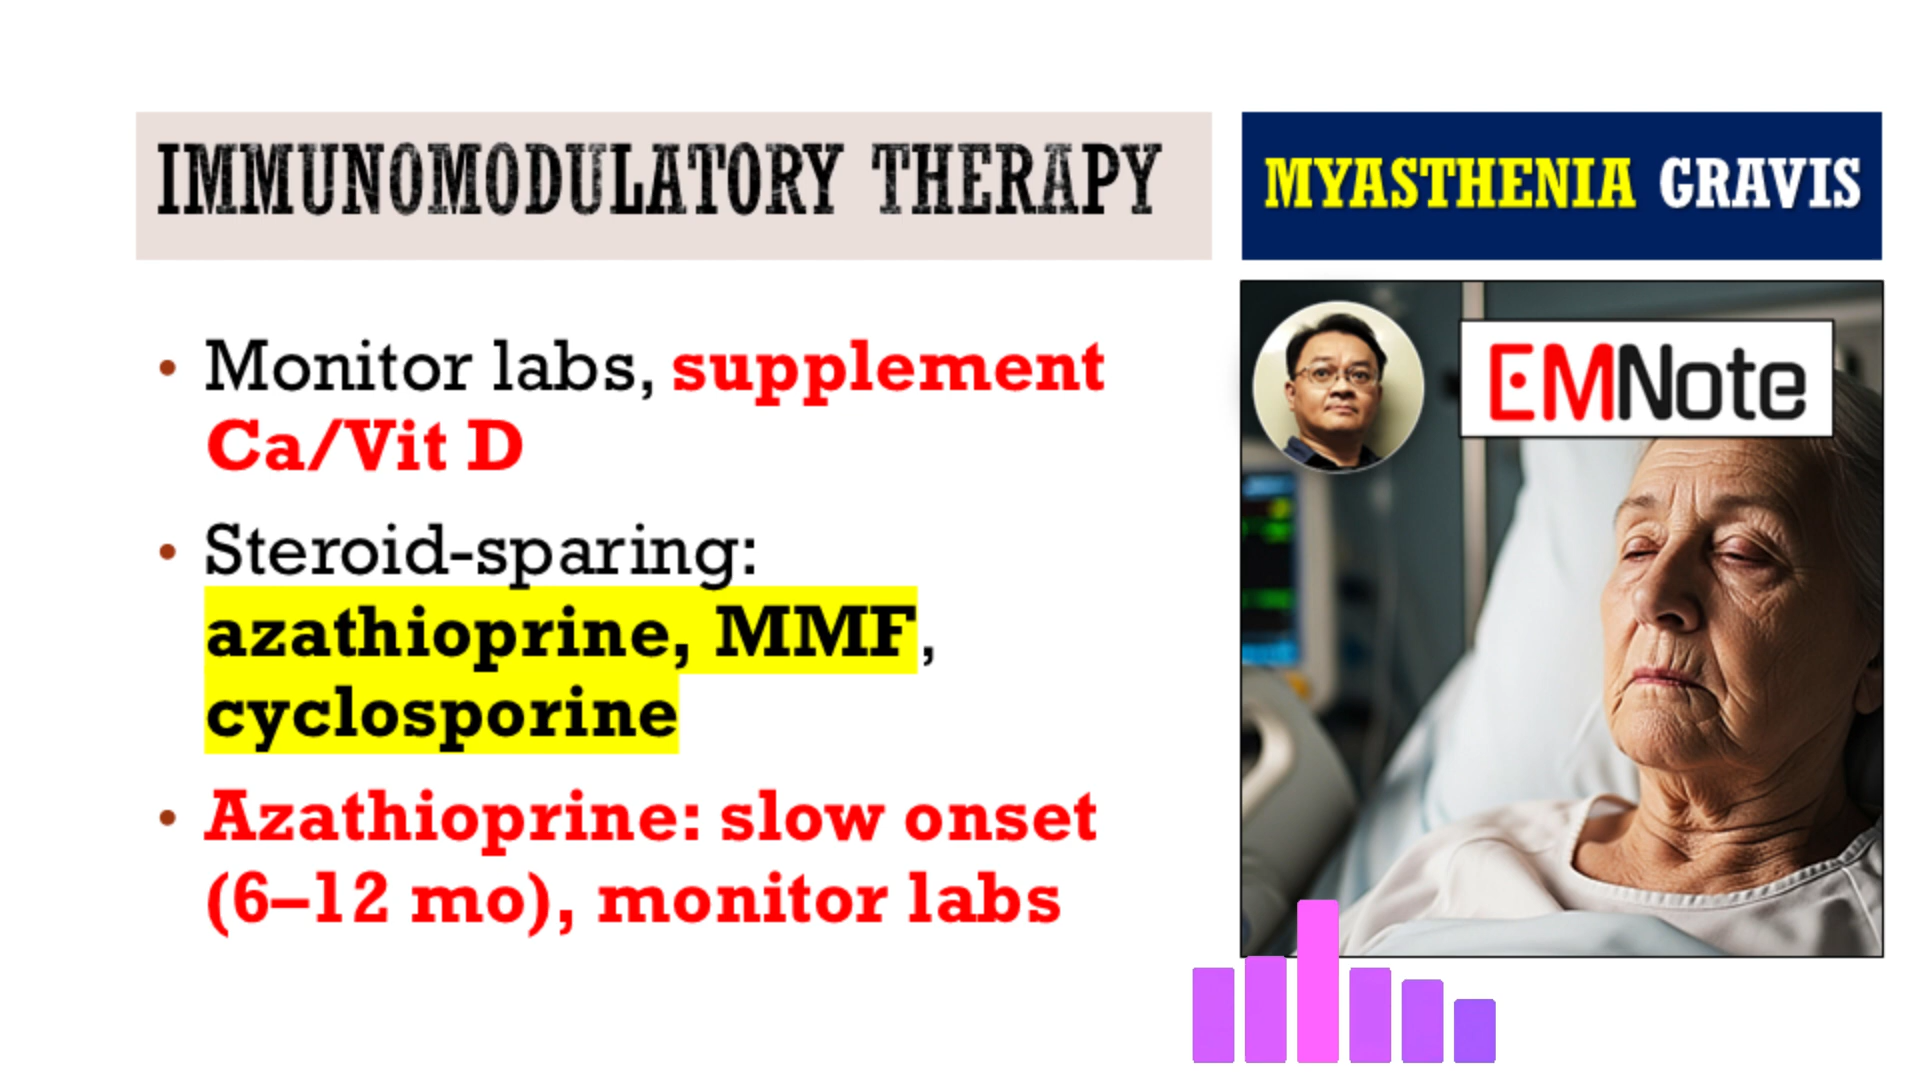 IMMUNOMODULATORY THERAPY
MYASTHENIA GRAVIS
EMNote
• Monitor labs, supplement
Ca/Vit D
• Steroid-sparing:
azathioprine, MMF,
cyclosporine
• Azathioprine: slow onset
(6–12 mo), monitor labs